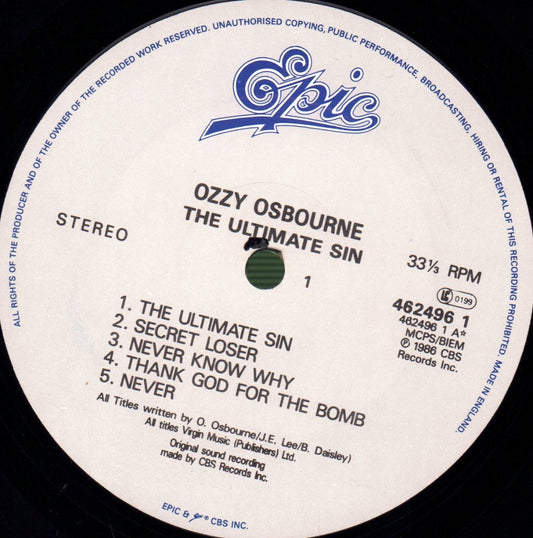 ALL RIGHTS OF THE PRODUCER AND OF THE OWNER OF THE RECORDED WORK RESERVED. UNAUTHORISED COPYING, PUBLIC PERFORMANCE, BROADCASTING, HIRING OR RENTAL OF THIS RECORDING PROHIBITED. MADE IN ENGLAND.
Epic
OZZY OSBOURNE
THE ULTIMATE SIN
STEREO
33⅓ RPM
1
LC 0199
462496 1
462496 1 A☆
MCPS/BIEM
℗ 1986 CBS
Records Inc.
1. THE ULTIMATE SIN
2. SECRET LOSER
3. NEVER KNOW WHY
4. THANK GOD FOR THE BOMB
5. NEVER
All Titles written by O. Osbourne/J.E. Lee/B. Daisley)
All titles Virgin Music (Publishers) Ltd.
Original sound recording
made by CBS Records Inc.
EPIC & Epic ® CBS INC.